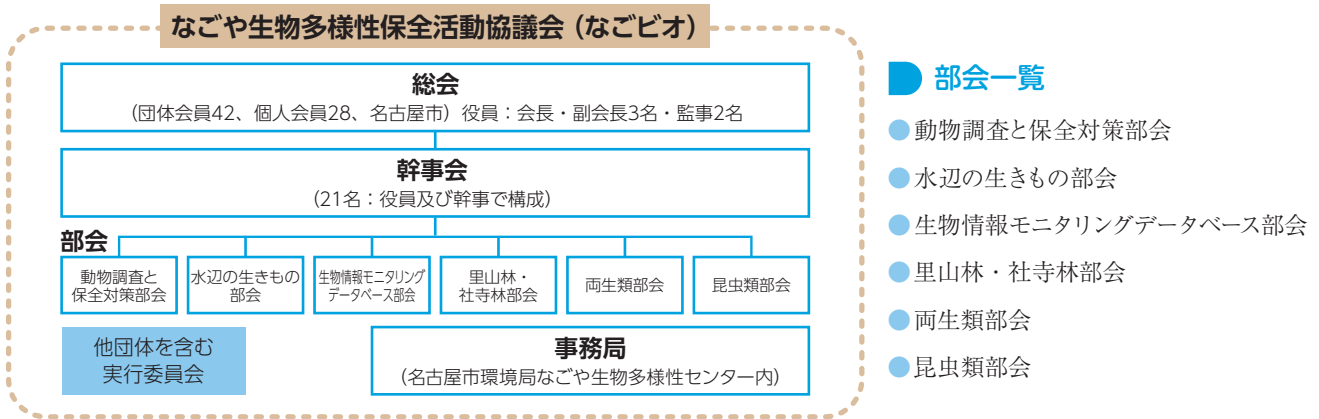 なごや生物多様性保全活動協議会（なごビオ）
総会
（団体会員42、個人会員28、名古屋市）役員：会長・副会長3名・監事2名
幹事会
（21名：役員及び幹事で構成）
部会
動物調査と
保全対策部会
水辺の生きもの
部会
生物情報モニタリング
データベース部会
里山林・
社寺林部会
両生類部会
昆虫類部会
他団体を含む
実行委員会
事務局
（名古屋市環境局なごや生物多様性センター内）
部会一覧
●動物調査と保全対策部会
●水辺の生きもの部会
●生物情報モニタリングデータベース部会
●里山林・社寺林部会
●両生類部会
●昆虫類部会